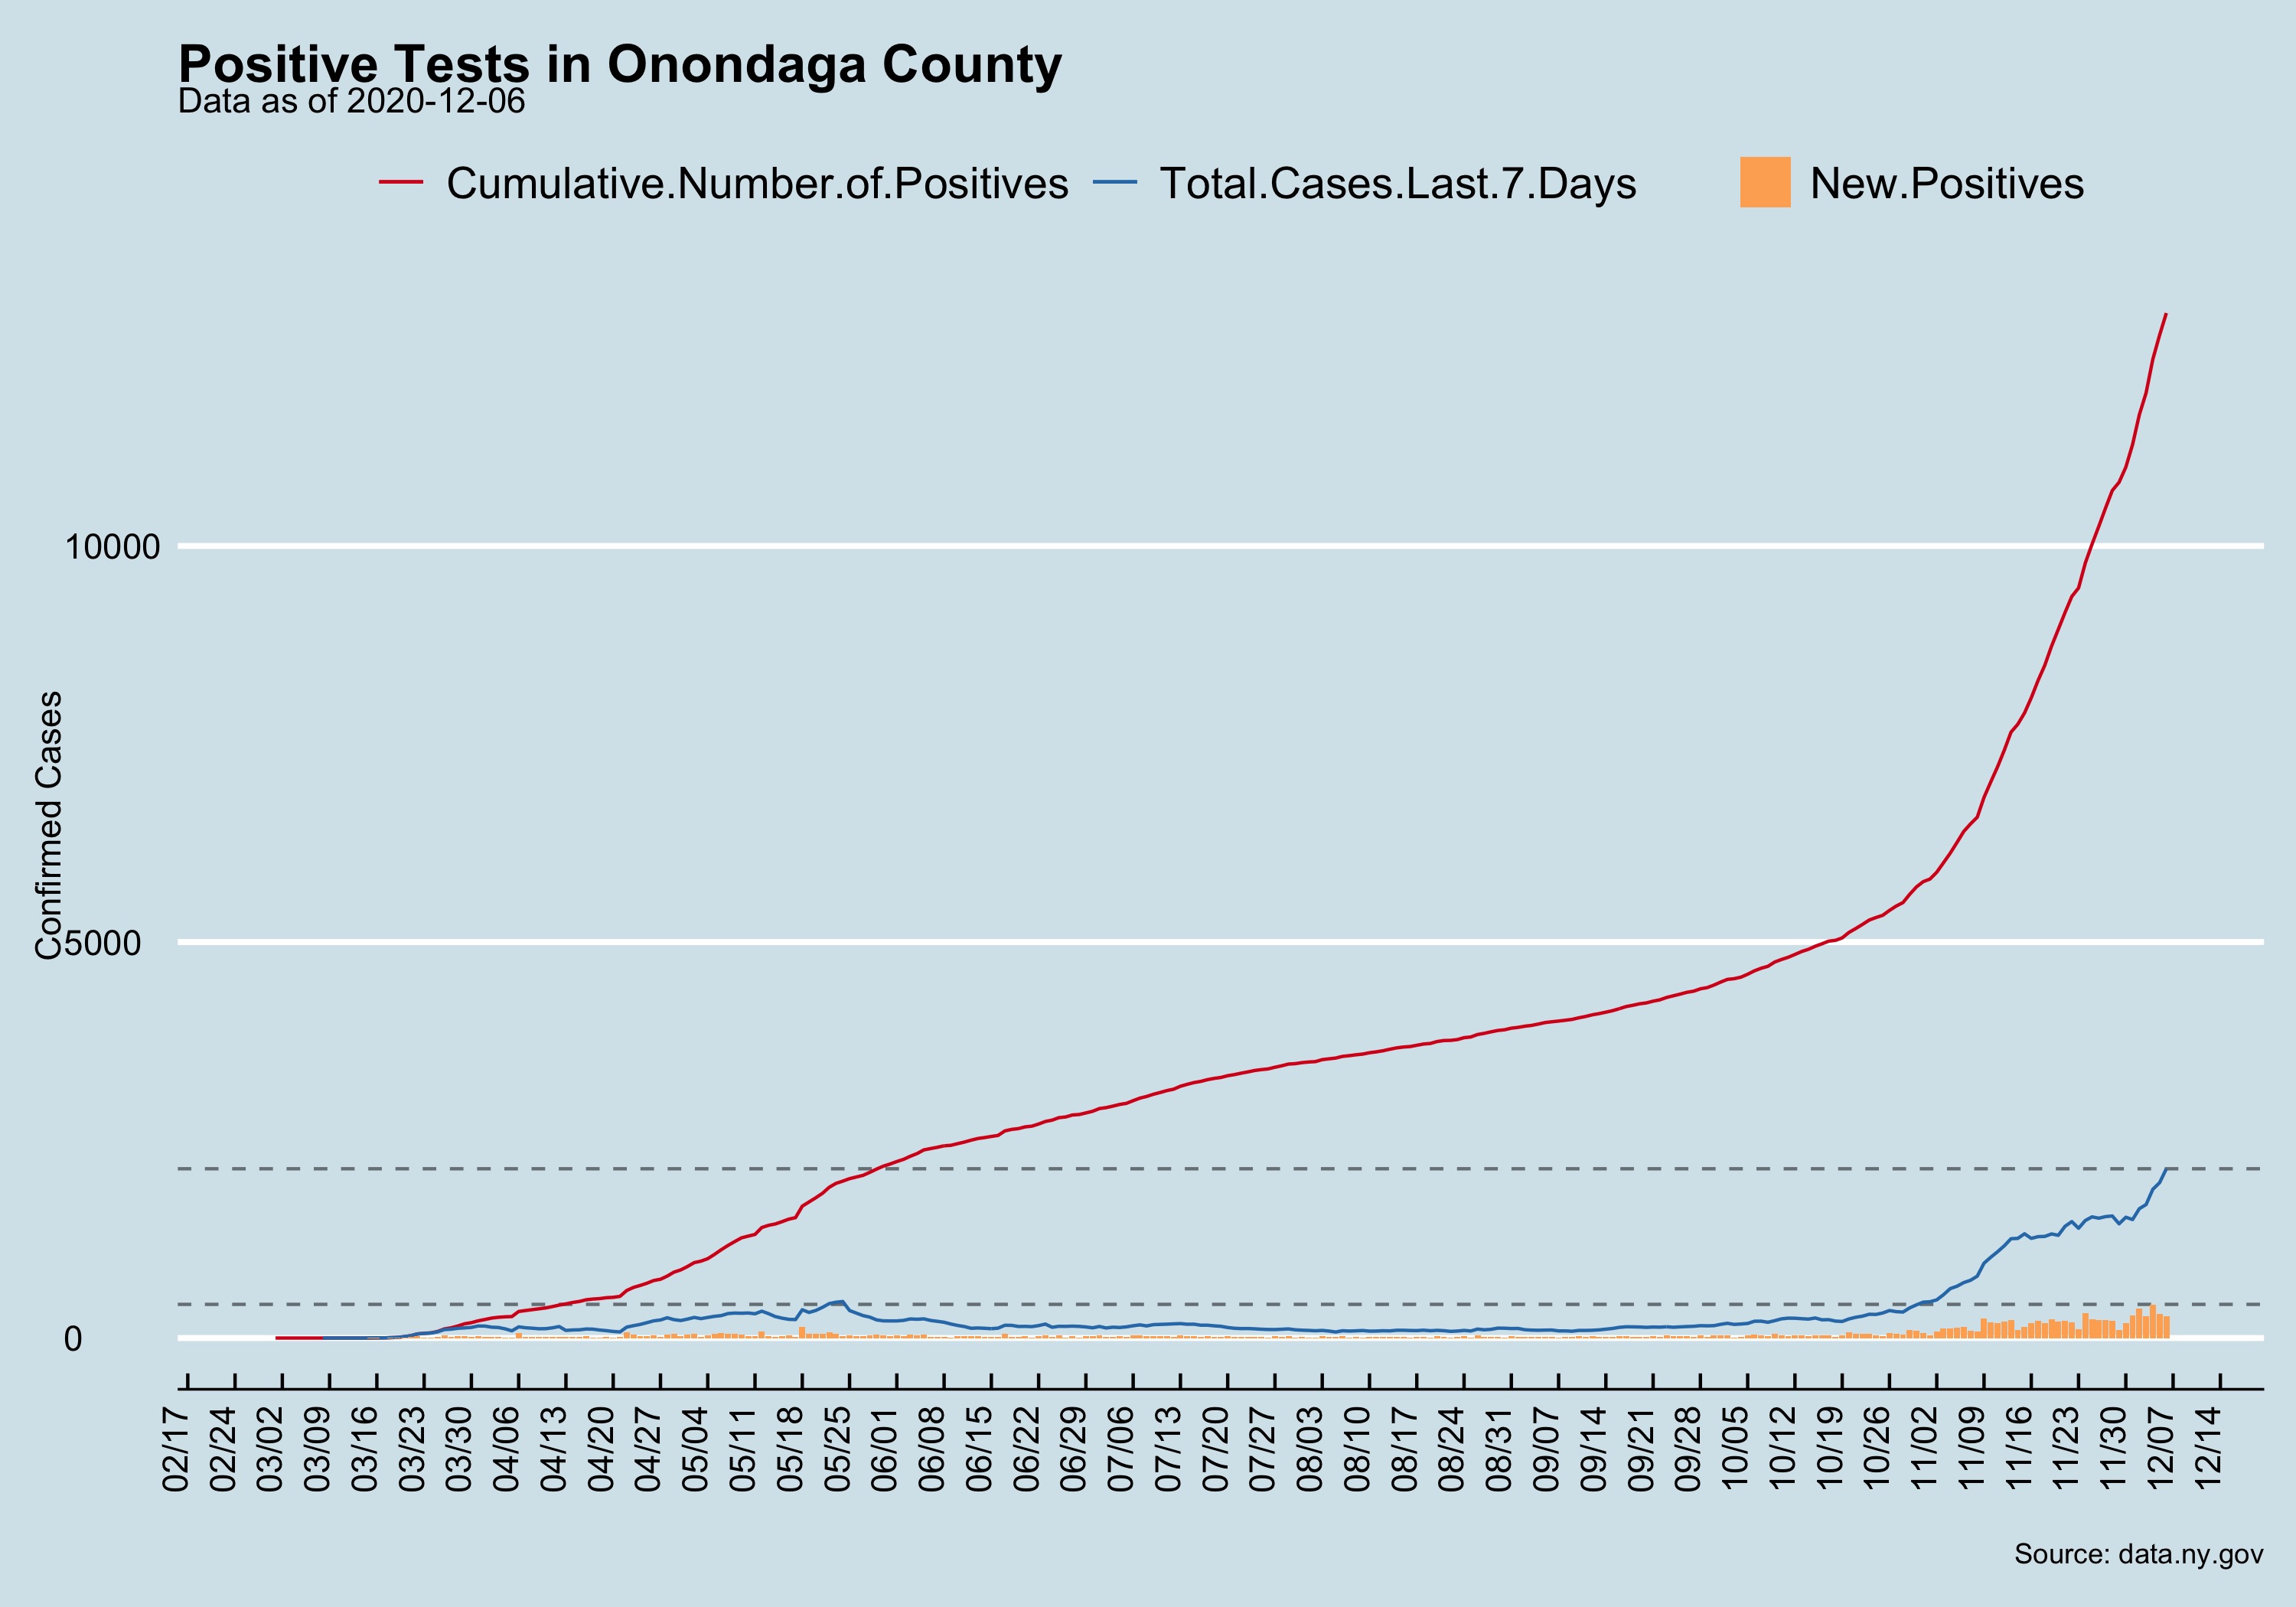 Positive Tests in Onondaga County
Data as of 2020-12-06
Cumulative.Number.of.Positives Total.Cases.Last.7.Days New.Positives
Confirmed Cases
10000
5000
0
02/17 02/24 03/02 03/09 03/16 03/23 03/30 04/06 04/13 04/20 04/27 05/04 05/11 05/18 05/25 06/01 06/08 06/15 06/22 06/29 07/06 07/13 07/20 07/27 08/03 08/10 08/17 08/24 08/31 09/07 09/14 09/21 09/28 10/05 10/12 10/19 10/26 11/02 11/09 11/16 11/23 11/30 12/07 12/14
Source: data.ny.gov